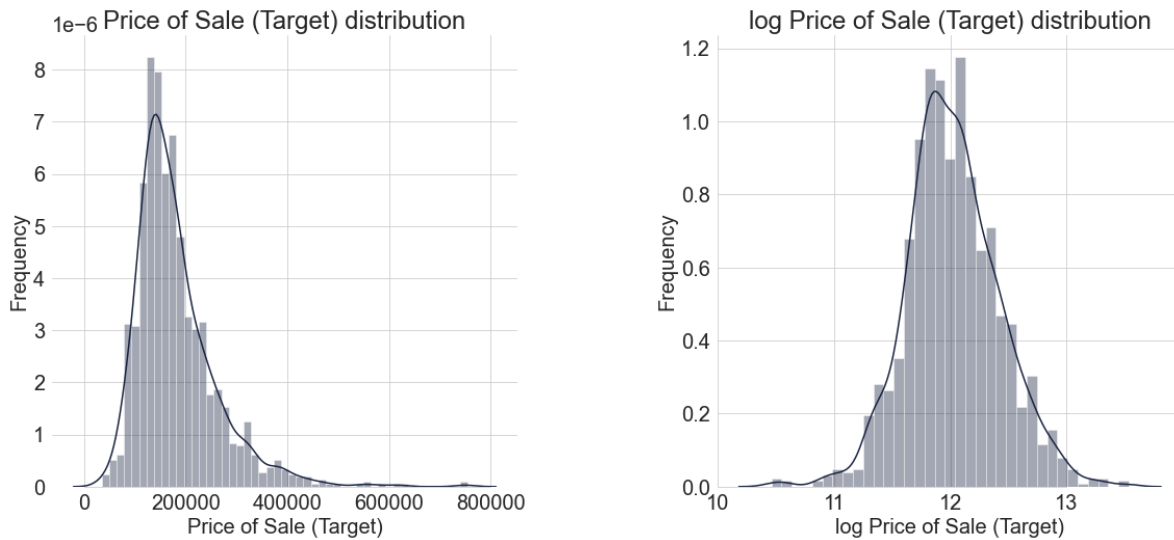 Price of Sale (Target) distribution
1e−6
8
7
6
5
4
3
2
1
0
Frequency
0 200000 400000 600000 800000
Price of Sale (Target)
log Price of Sale (Target) distribution
1.2
1.0
0.8
0.6
0.4
0.2
0.0
Frequency
10 11 12 13
log Price of Sale (Target)